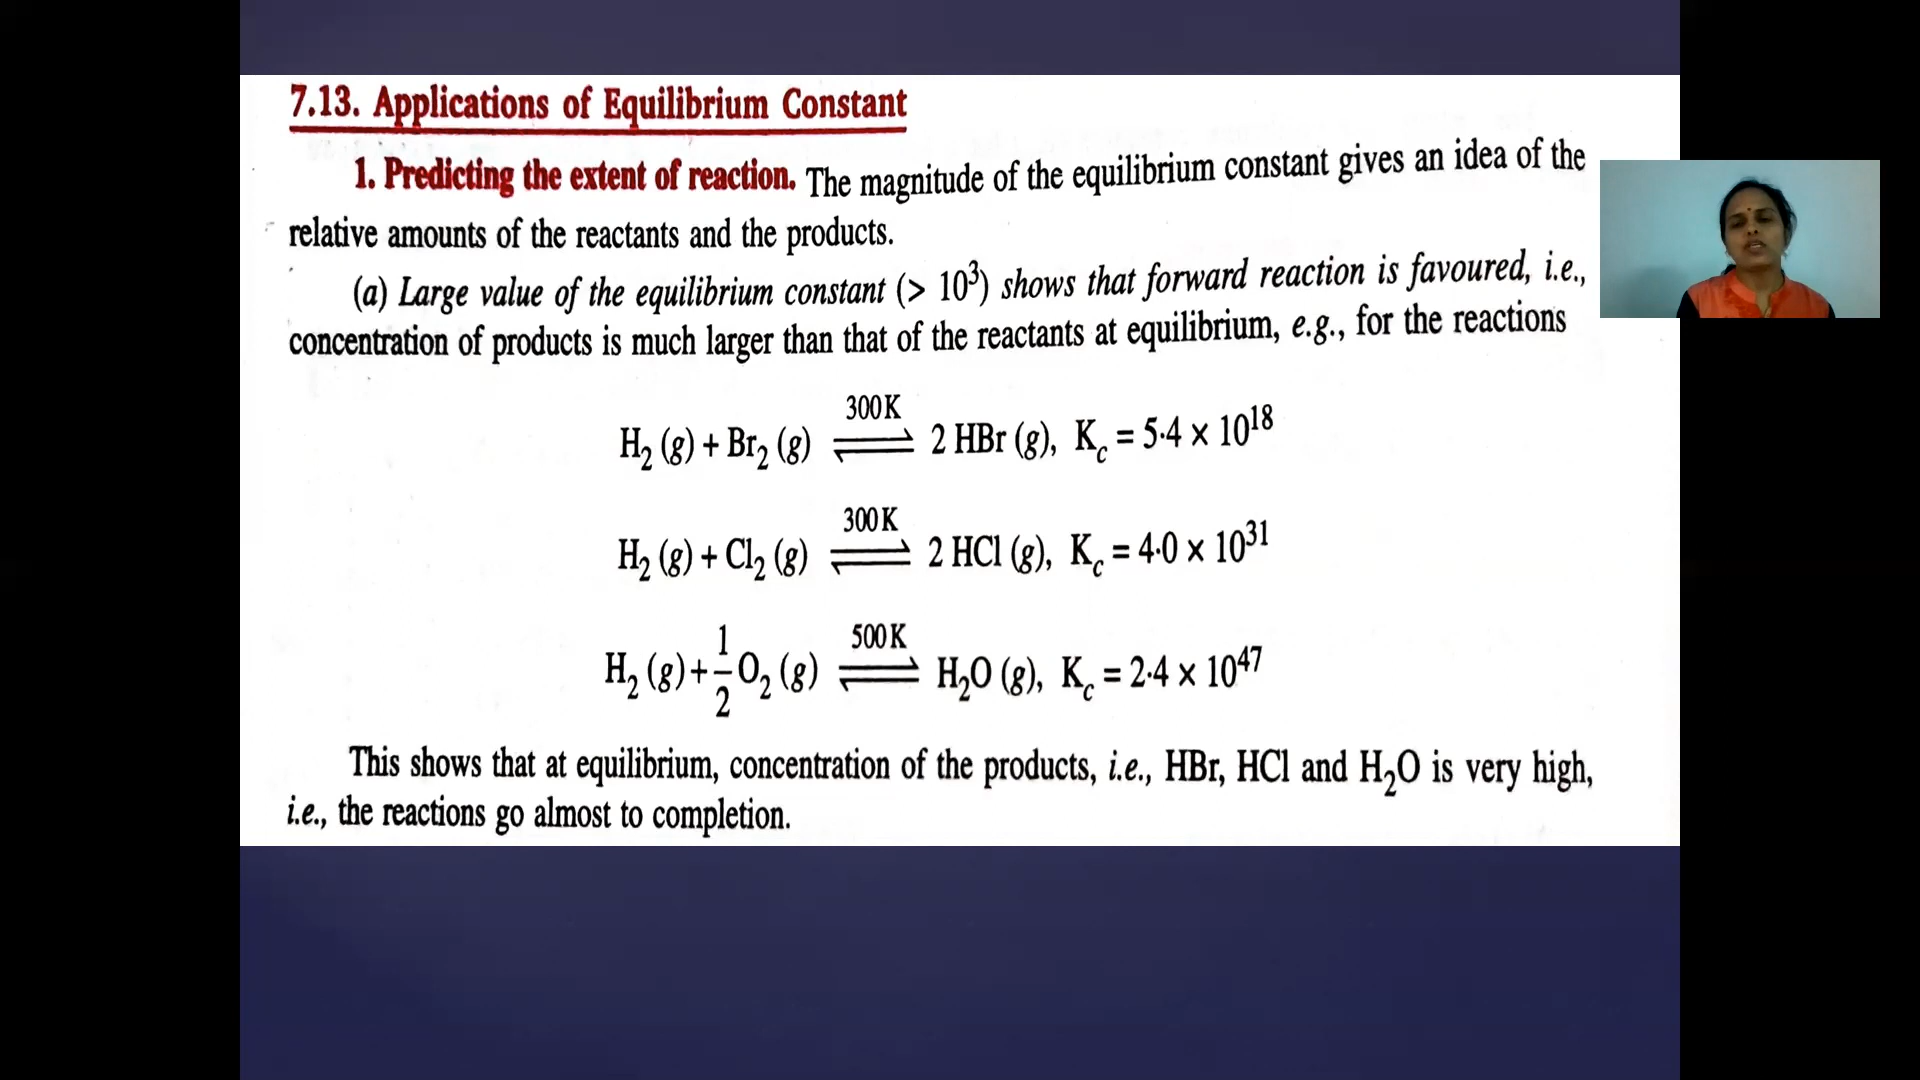 7.13. Applications of Equilibrium Constant
1. Predicting the extent of reaction. The magnitude of the equilibrium constant gives an idea of the
relative amounts of the reactants and the products.
(a) Large value of the equilibrium constant (> 10³) shows that forward reaction is favoured, i.e.,
concentration of products is much larger than that of the reactants at equilibrium, e.g., for the reactions
H₂ (g) + Br₂ (g) ⇌ 300K 2 HBr (g), K_c = 5·4 × 10¹⁸
H₂ (g) + Cl₂ (g) ⇌ 300K 2 HCl (g), K_c = 4·0 × 10³¹
H₂ (g) + 1/2 O₂ (g) ⇌ 500K H₂O (g), K_c = 2·4 × 10⁴⁷
This shows that at equilibrium, concentration of the products, i.e., HBr, HCl and H₂O is very high,
i.e., the reactions go almost to completion.